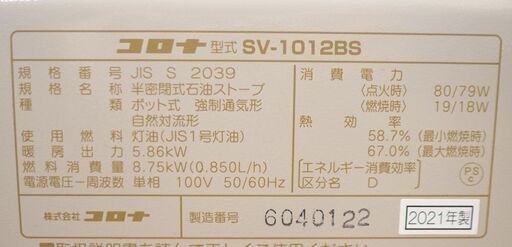 コロナ 型式 SV-1012BS
規格番号 JIS S 2039
規格名称 半密閉式石油ストーブ
種類 ポット式 強制通気形
自然対流形
使用燃料 灯油(JIS1号灯油)
暖房出力 5.86kW
燃料消費量 8.75kW(0.850L/h)
電源電圧-周波数 単相 100V 50/60Hz
消費電力
(点火時) 80/79W
(燃焼時) 19/18W
熱効率
58.7% (最小燃焼時)
67.0% (最大燃焼時)
[エネルギー消費効率]
区分名 D
PS
C
株式会社 コロナ 製造番号 6040122 2021年製